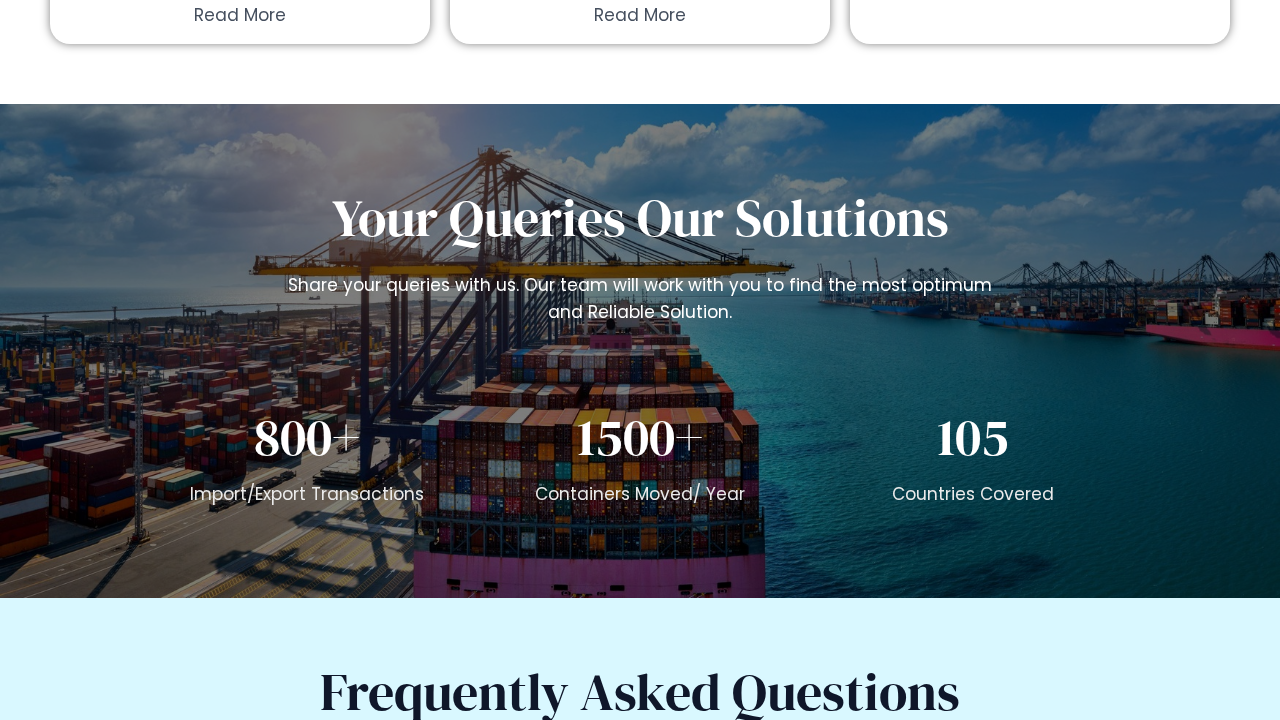 Read More
Read More
Your Queries Our Solutions
Share your queries with us. Our team will work with you to find the most optimum
and Reliable Solution.
800+
1500+
105
Import/Export Transactions
Containers Moved/ Year
Countries Covered
Frequently Asked Questions